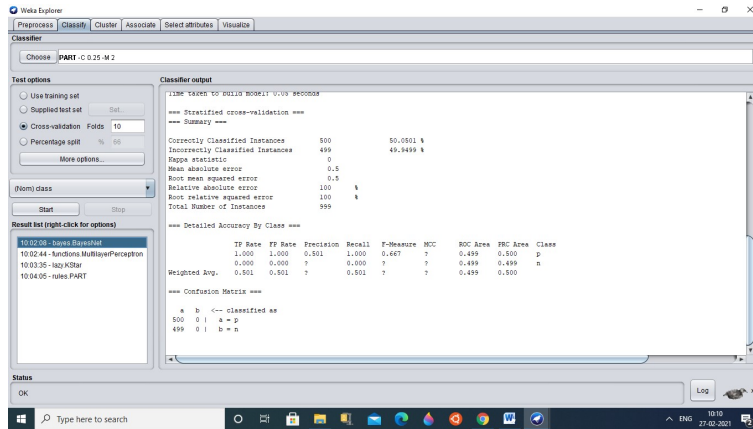 Weka Explorer
Preprocess Classify Cluster Associate Select attributes Visualize
Classifier
Choose PART -C 0.25 -M 2
Test options
Use training set
Supplied test set Set...
Cross-validation Folds 10
Percentage split % 66
More options...
(Nom) class
Start Stop
Result list (right-click for options)
10:02:08 - bayes.BayesNet
10:02:44 - functions.MultilayerPerceptron
10:03:35 - lazy.KStar
10:04:05 - rules.PART
Classifier output
Time taken to build model: 0.05 seconds
=== Stratified cross-validation ===
=== Summary ===
Correctly Classified Instances 500 50.0501 %
Incorrectly Classified Instances 499 49.9499 %
Kappa statistic 0
Mean absolute error 0.5
Root mean squared error 0.5
Relative absolute error 100 %
Root relative squared error 100 %
Total Number of Instances 999
=== Detailed Accuracy By Class ===
TP Rate FP Rate Precision Recall F-Measure MCC ROC Area PRC Area Class
1.000 1.000 0.501 1.000 0.667 ? 0.499 0.500 p
0.000 0.000 ? 0.000 ? ? 0.499 0.499 n
Weighted Avg. 0.501 0.501 ? 0.501 ? ? 0.499 0.500
=== Confusion Matrix ===
a b <-- classified as
500 0 | a = p
499 0 | b = n
Status
OK
Log
x
Type here to search
ENG
10:10
27-02-2021